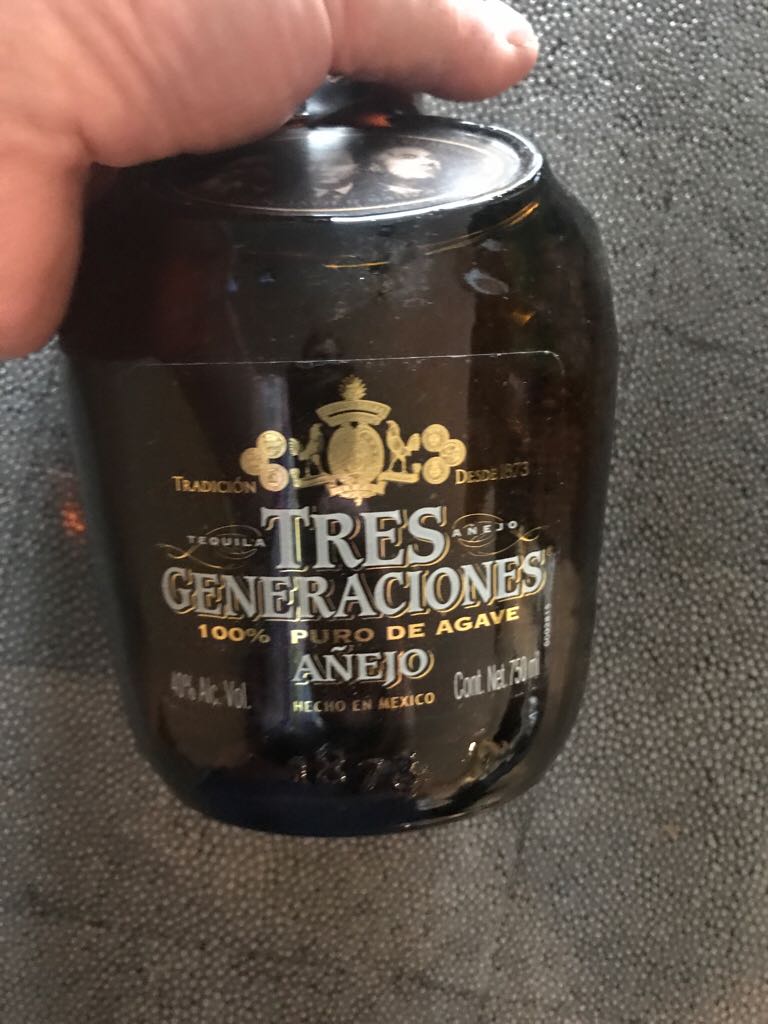 TRADICIÓN DESDE 1873
TEQUILA TRES AÑEJO
GENERACIONES
100% PURO DE AGAVE
AÑEJO
40% Alc. Vol. Cont. Net. 750 ml
HECHO EN MEXICO
1873